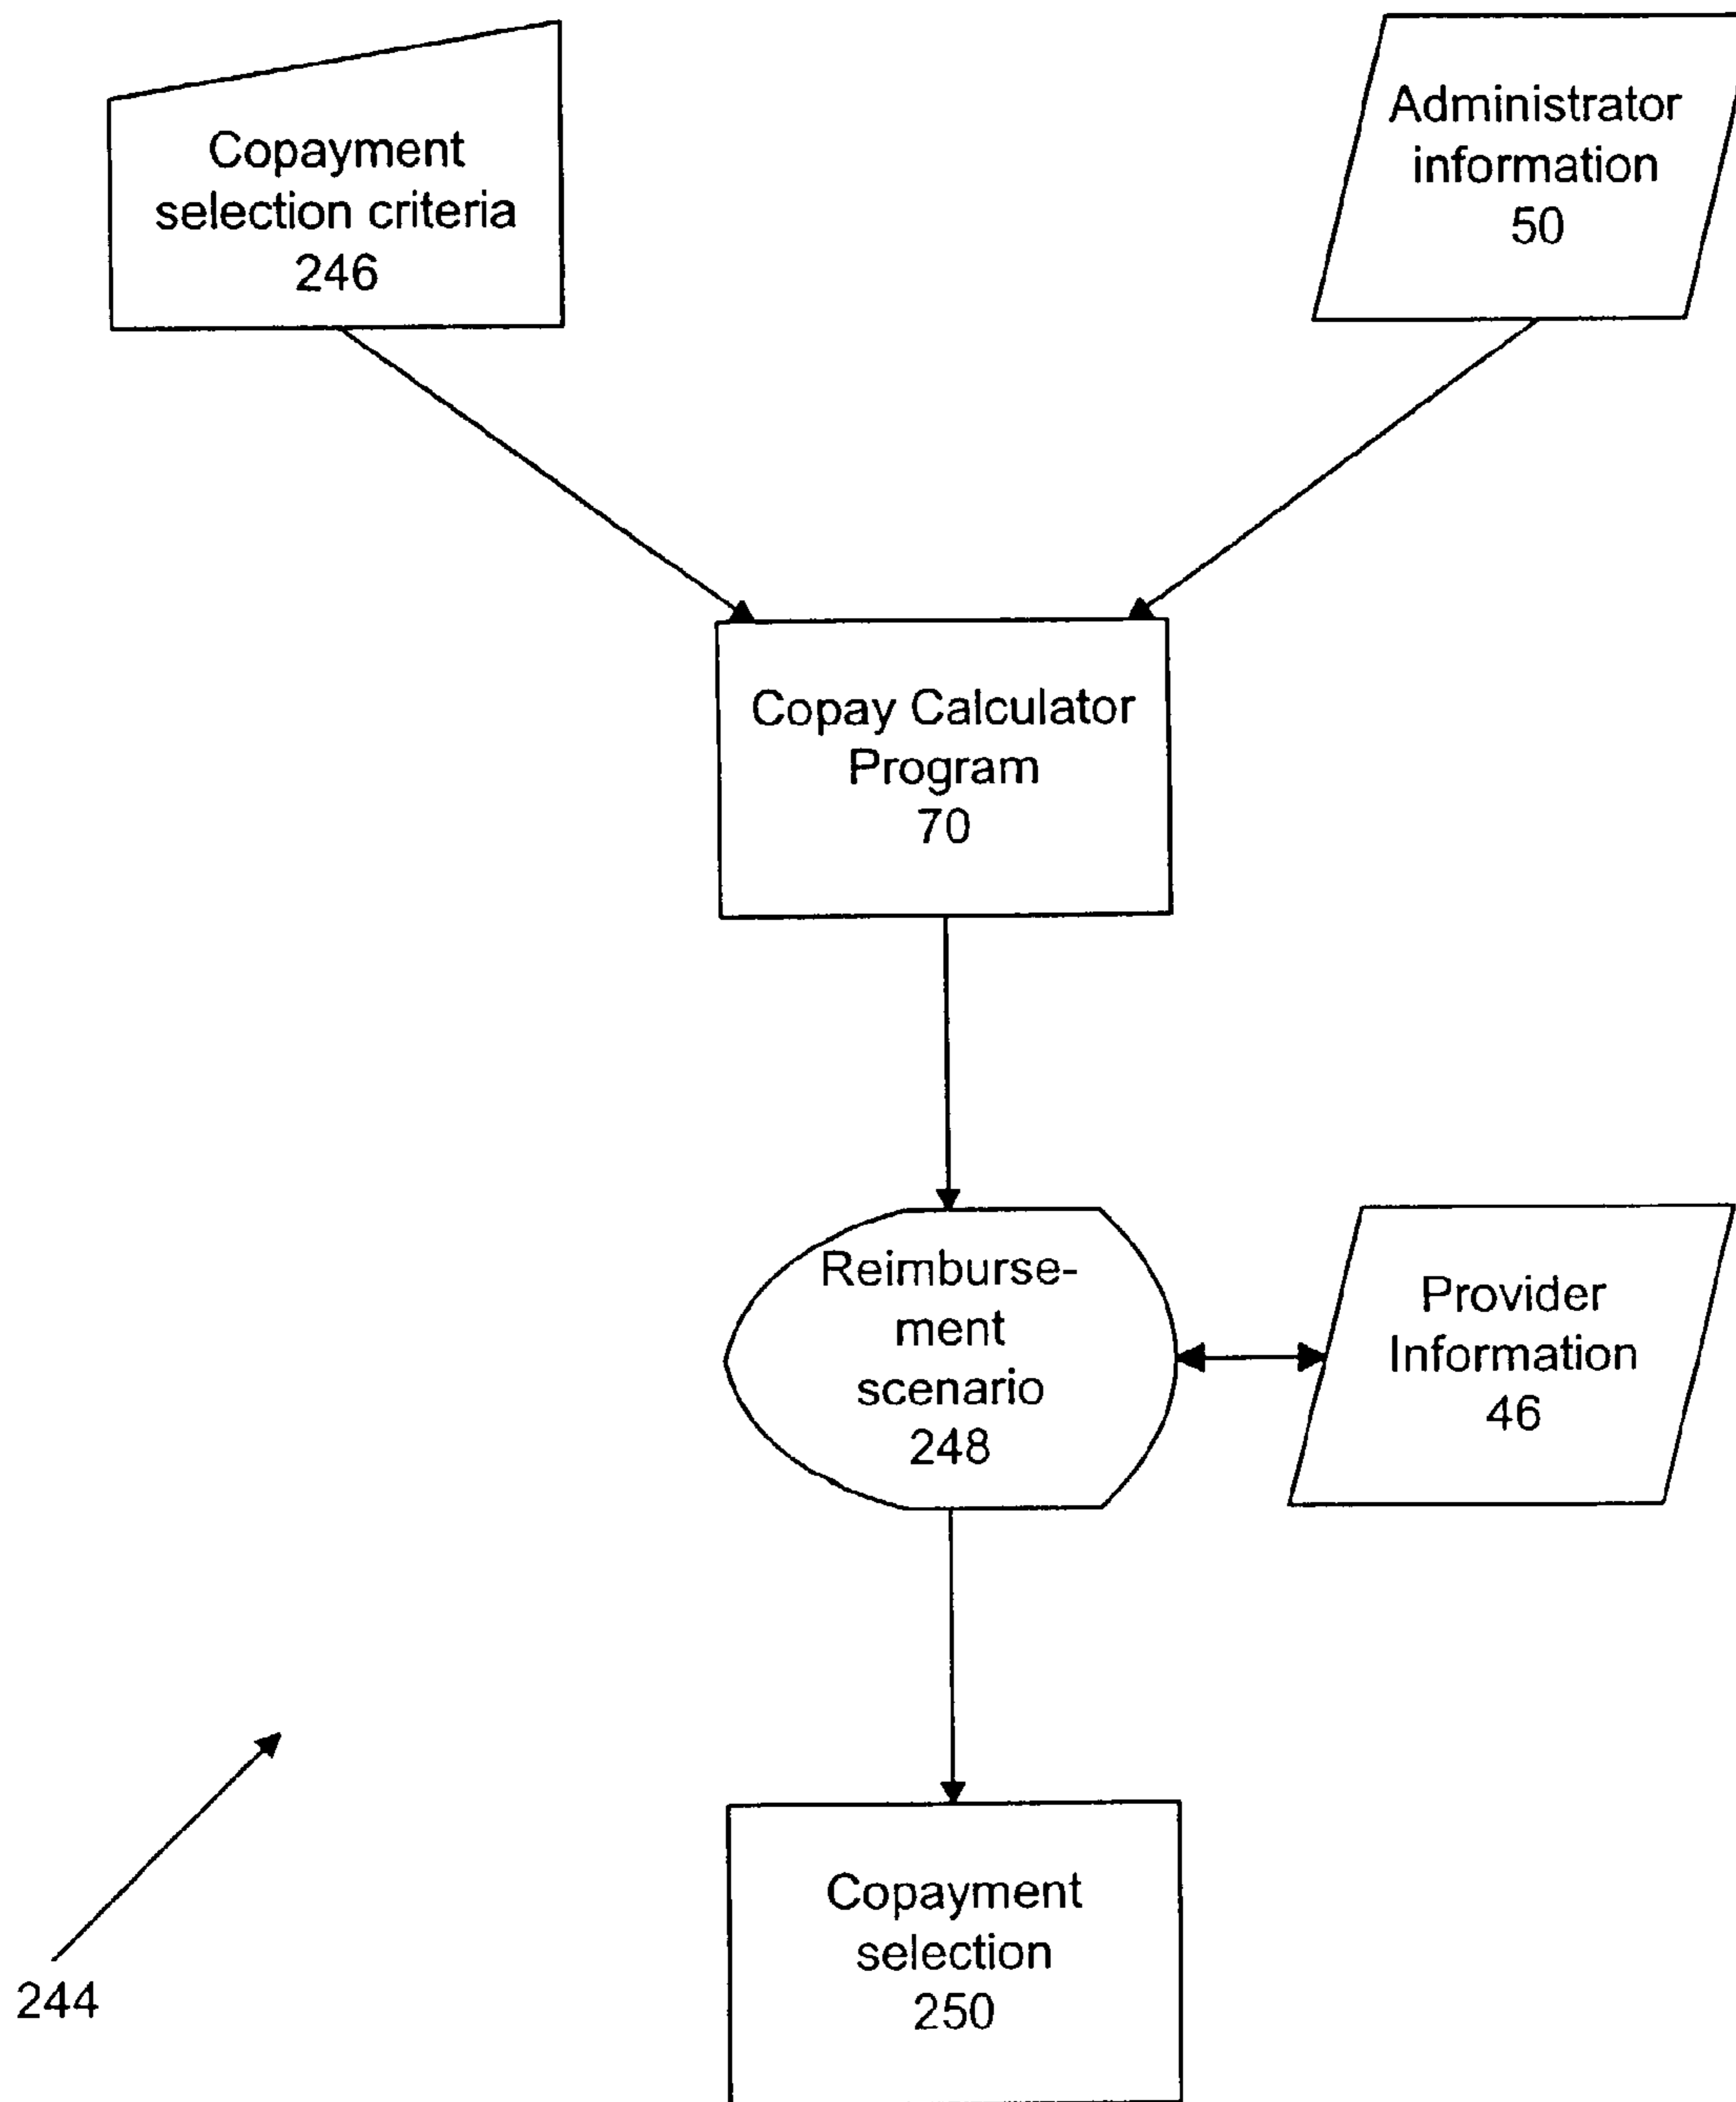 Copayment
selection criteria
246
Administrator
information
50
Copay Calculator
Program
70
Reimburse-
ment
scenario
248
Provider
Information
46
Copayment
selection
250
244